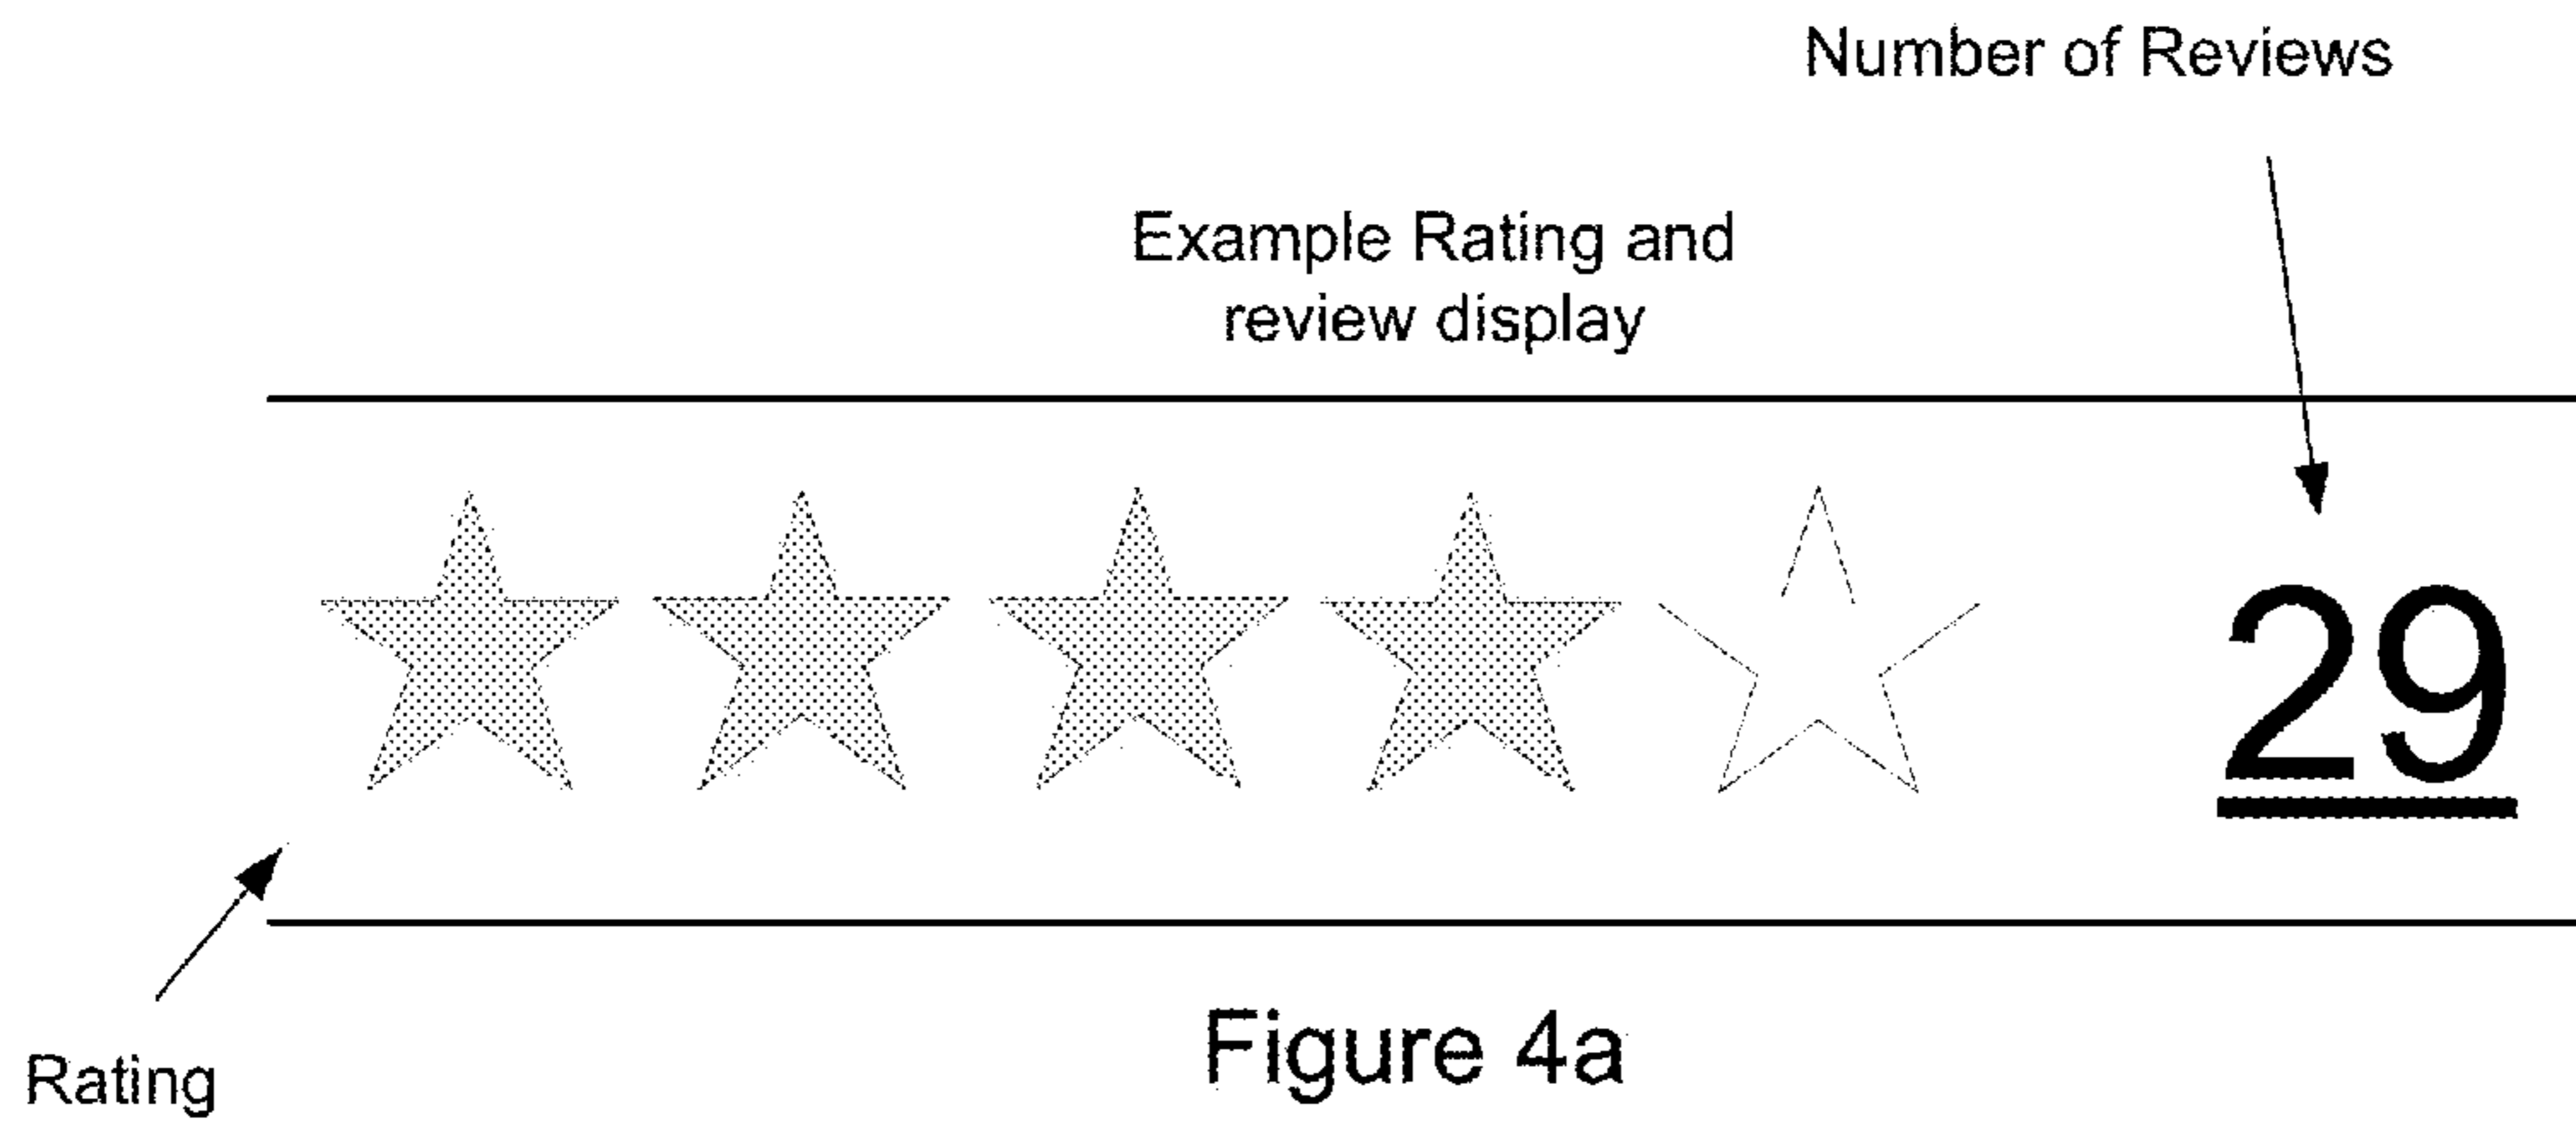 Number of Reviews
Example Rating and
review display
29
Rating
Figure 4a